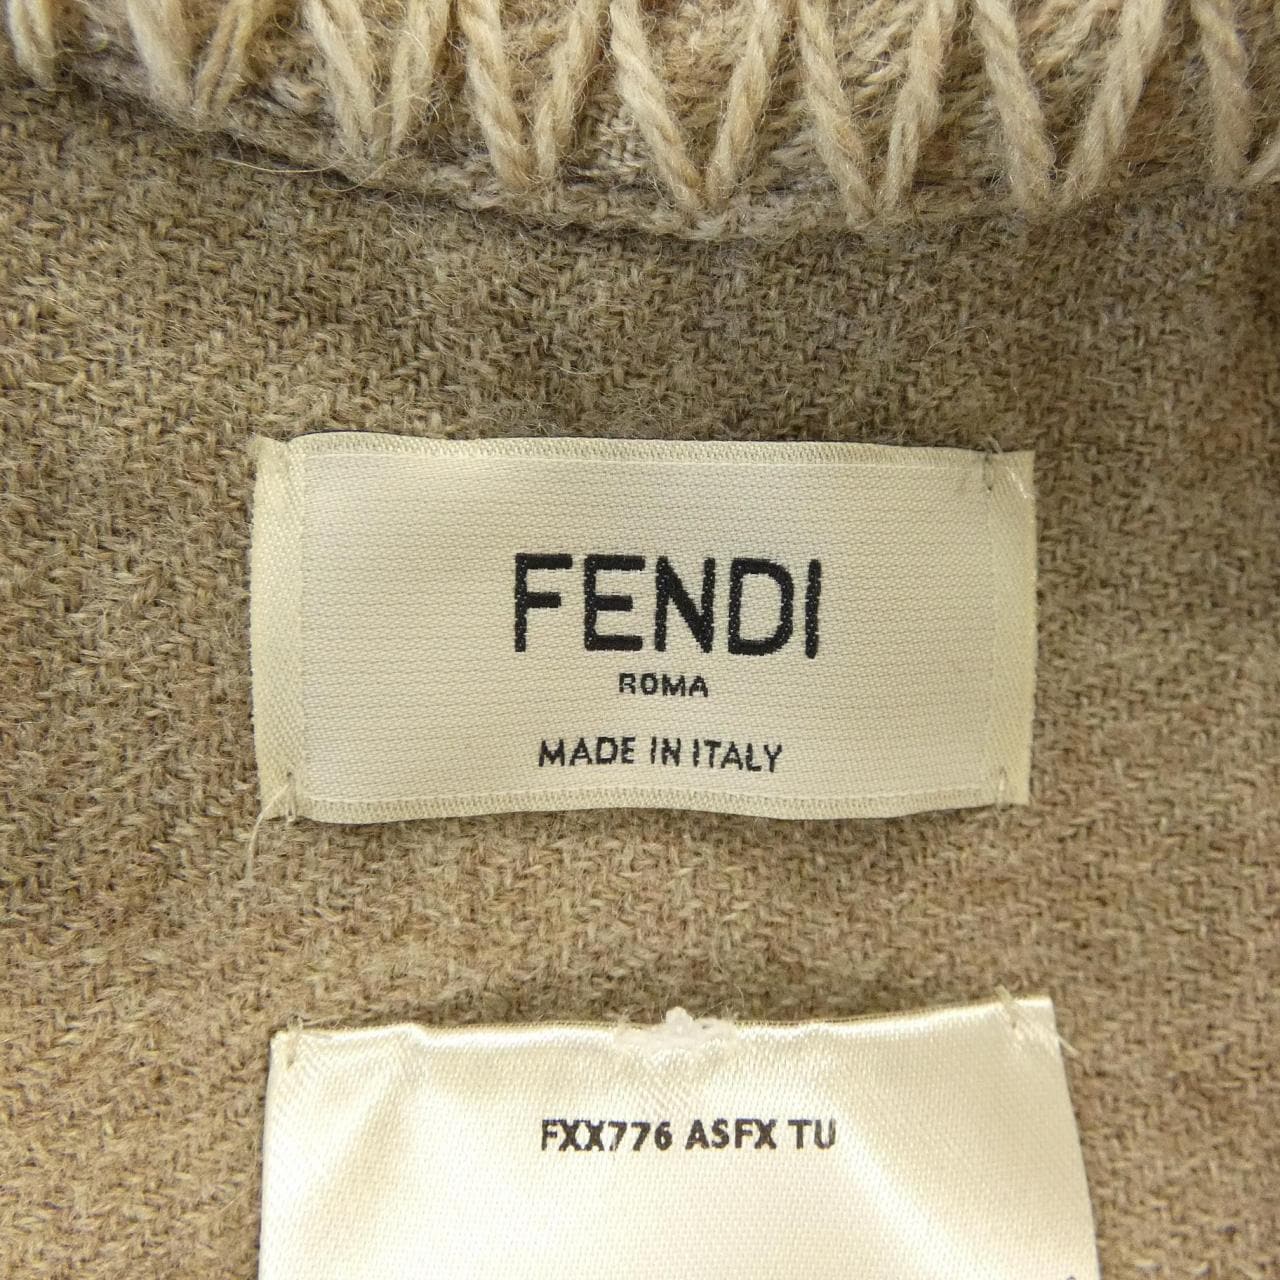 FENDI
ROMA
MADE IN ITALY
FXX776 ASFX TU